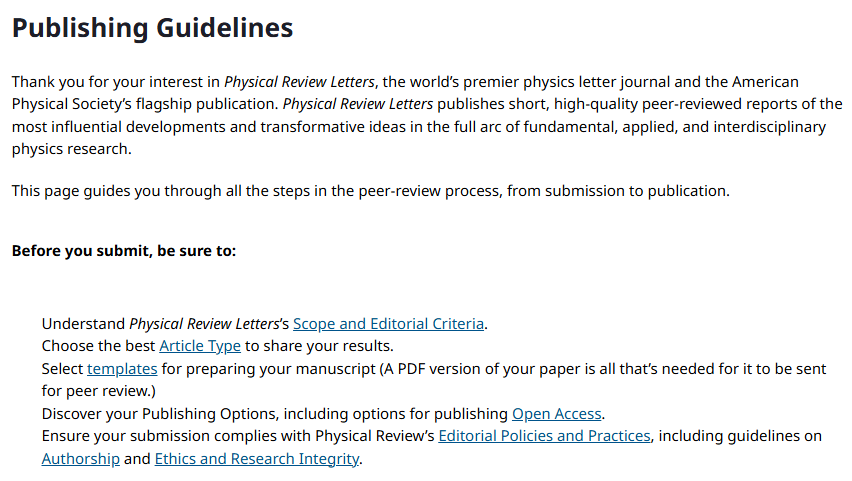 Publishing Guidelines
Thank you for your interest in Physical Review Letters, the world’s premier physics letter journal and the American
Physical Society’s flagship publication. Physical Review Letters publishes short, high-quality peer-reviewed reports of the
most influential developments and transformative ideas in the full arc of fundamental, applied, and interdisciplinary
physics research.
This page guides you through all the steps in the peer-review process, from submission to publication.
Before you submit, be sure to:
Understand Physical Review Letters’s Scope and Editorial Criteria.
Choose the best Article Type to share your results.
Select templates for preparing your manuscript (A PDF version of your paper is all that’s needed for it to be sent
for peer review.)
Discover your Publishing Options, including options for publishing Open Access.
Ensure your submission complies with Physical Review’s Editorial Policies and Practices, including guidelines on
Authorship and Ethics and Research Integrity.